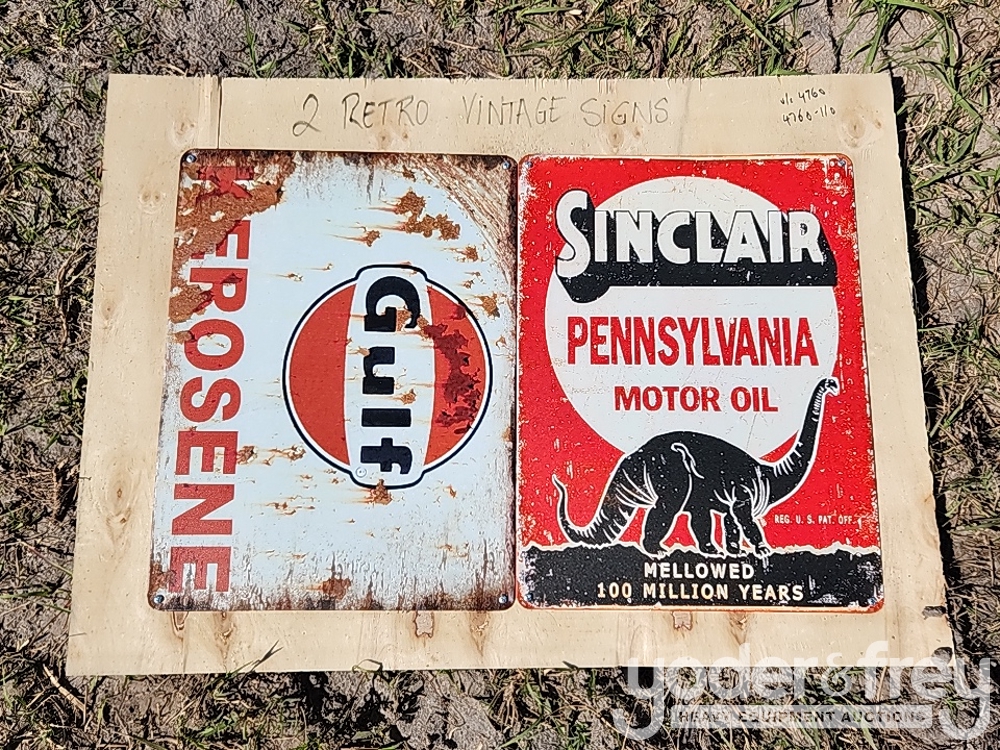 2 RETRO VINTAGE SIGNS
4760
4760-110
KEROSENE
Gulf
SINCLAIR
PENNSYLVANIA
MOTOR OIL
REG. U. S. PAT. OFF.
MELLOWED
100 MILLION YEARS
yoder & frey
HEAVY EQUIPMENT AUCTIONS